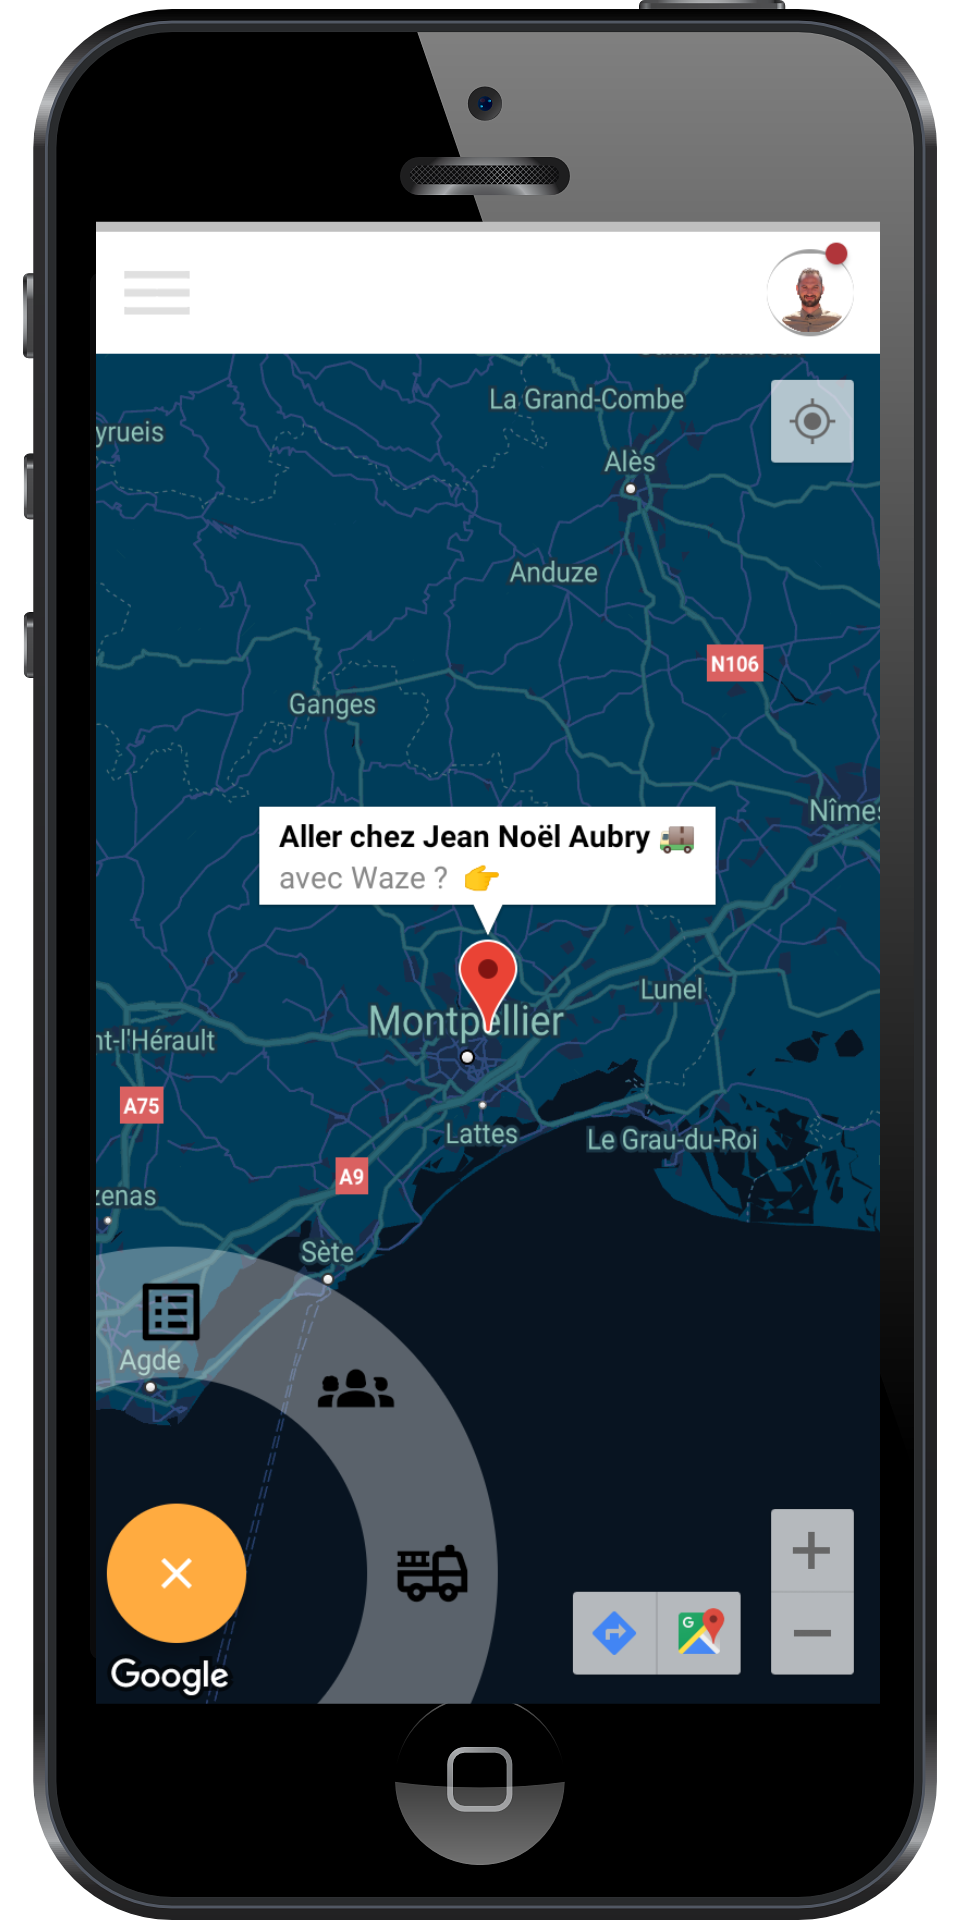 La Grand-Combe
yrueis
Alès
Anduze
N106
Ganges
Nîmes
Aller chez Jean Noël Aubry
avec Waze ?
Lunel
Montpellier
nt-l'Hérault
A75
Lattes
Le Grau-du-Roi
A9
zenas
Sète
Agde
G
Google